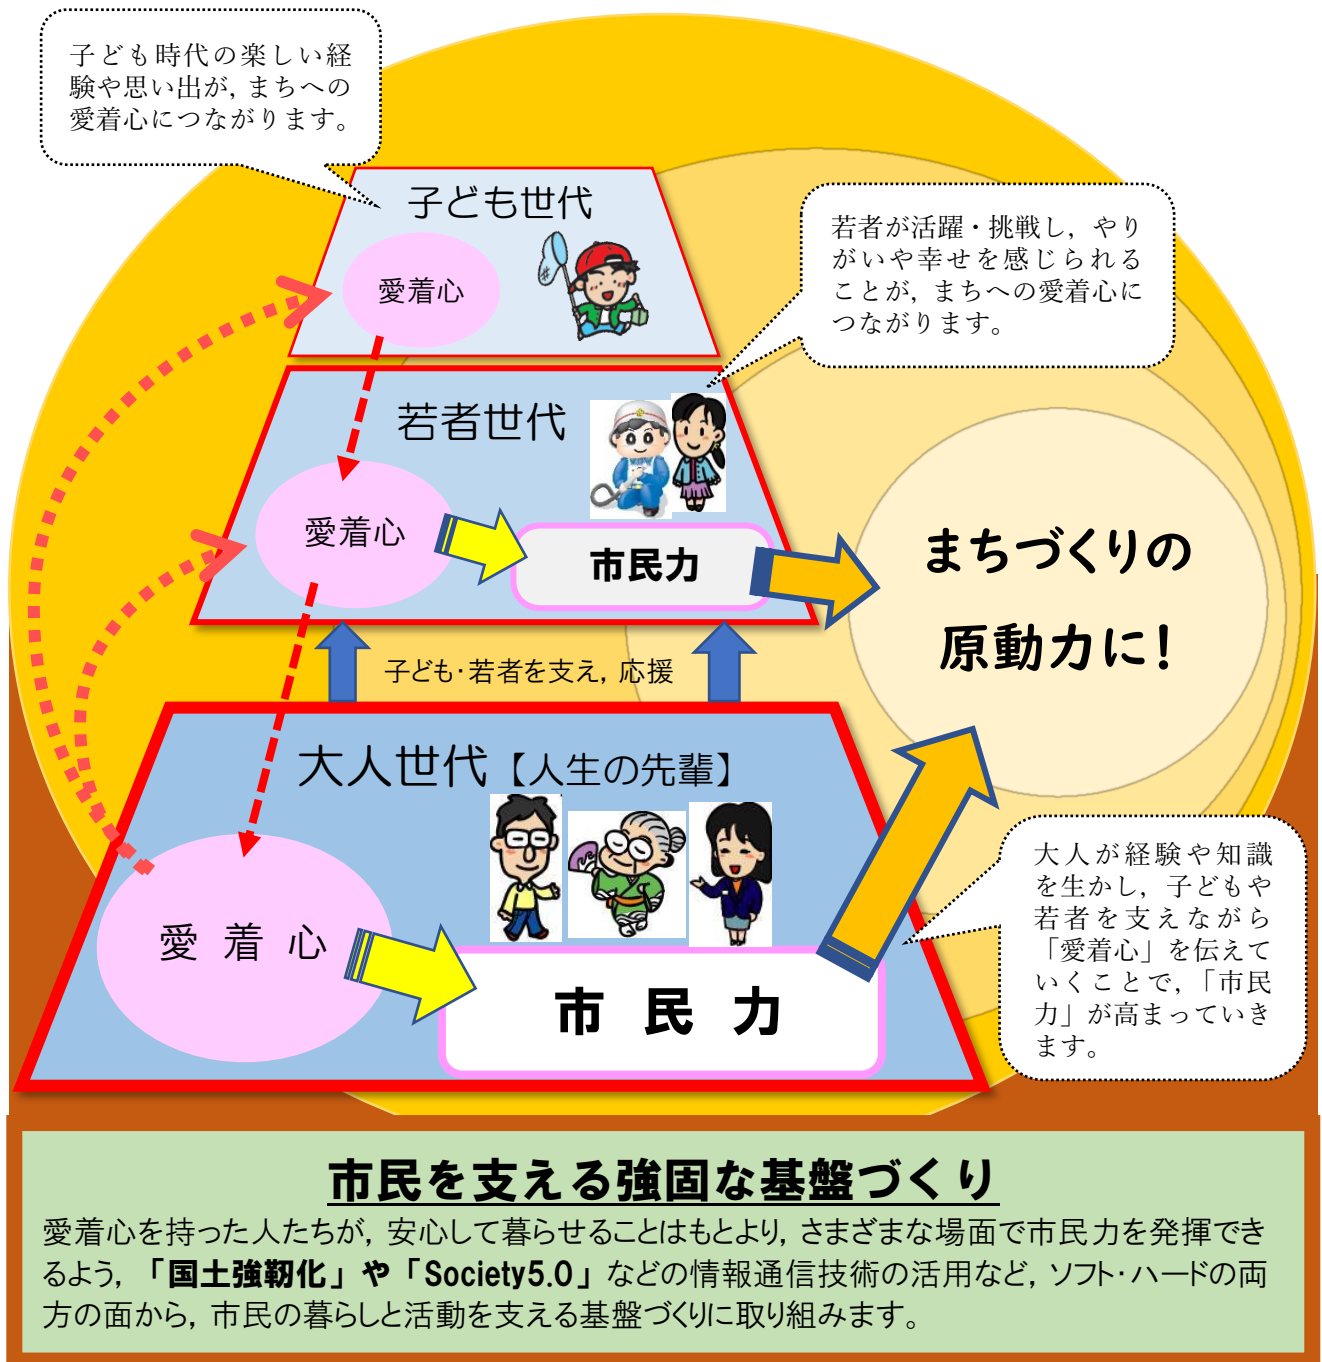 子ども時代の楽しい経
験や思い出が，まちへの
愛着心につながります。
子ども世代
愛着心
若者が活躍・挑戦し，やり
がいや幸せを感じられる
ことが，まちへの愛着心に
つながります。
若者世代
愛着心
市民力
まちづくりの
原動力に！
子ども・若者を支え，応援
大人世代【人生の先輩】
愛着心
市民力
大人が経験や知識
を生かし，子どもや
若者を支えながら
「愛着心」を伝えて
いくことで，「市民
力」が高まっていき
ます。
市民を支える強固な基盤づくり
愛着心を持った人たちが，安心して暮らせることはもとより，さまざまな場面で市民力を発揮でき
るよう，「国土強靭化」や「Society5.0」などの情報通信技術の活用など，ソフト・ハードの両
方の面から，市民の暮らしと活動を支える基盤づくりに取り組みます。